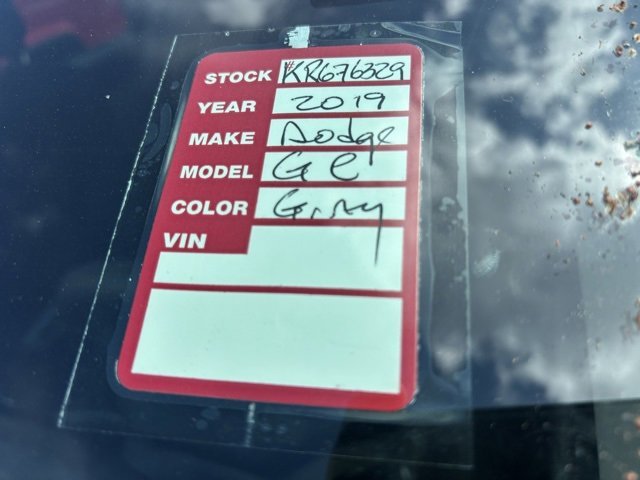 STOCK #KR676329
YEAR 2019
MAKE Dodge
MODEL GC
COLOR Gray
VIN